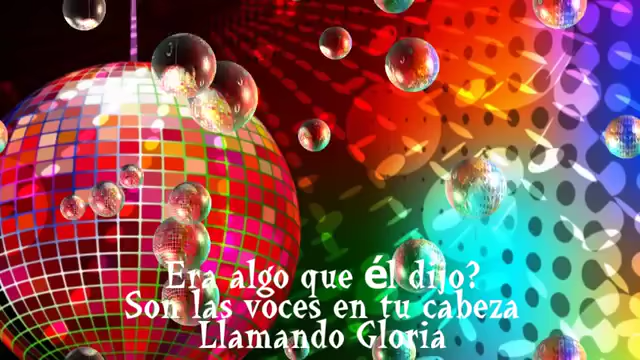 Era algo que él dijo?
Son las voces en tu cabeza
Llamando Gloria